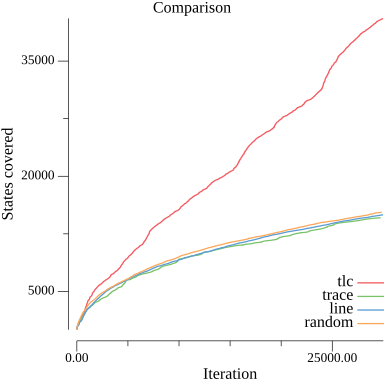 Comparison
States covered
35000
20000
5000
tlc
trace
line
random
0.00
25000.00
Iteration